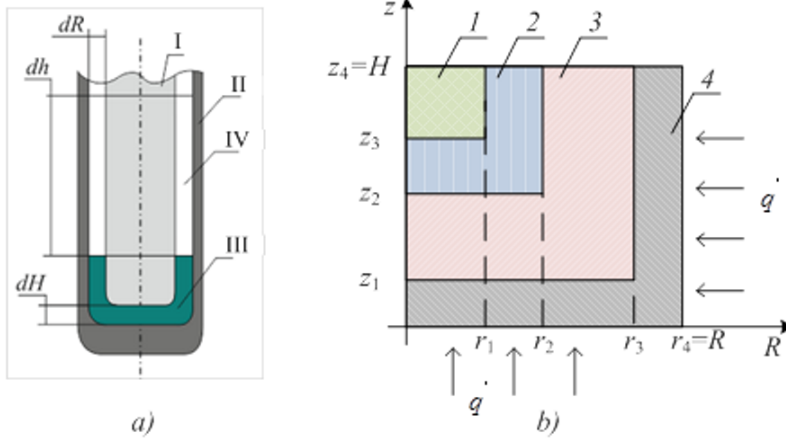 dR
I
dh
II
IV
III
dH
a)
z
1
2
3
z₄=H
4
z₃
z₂
q˙
z₁
r₁
r₂
r₃
r₄=R
R
q˙
b)